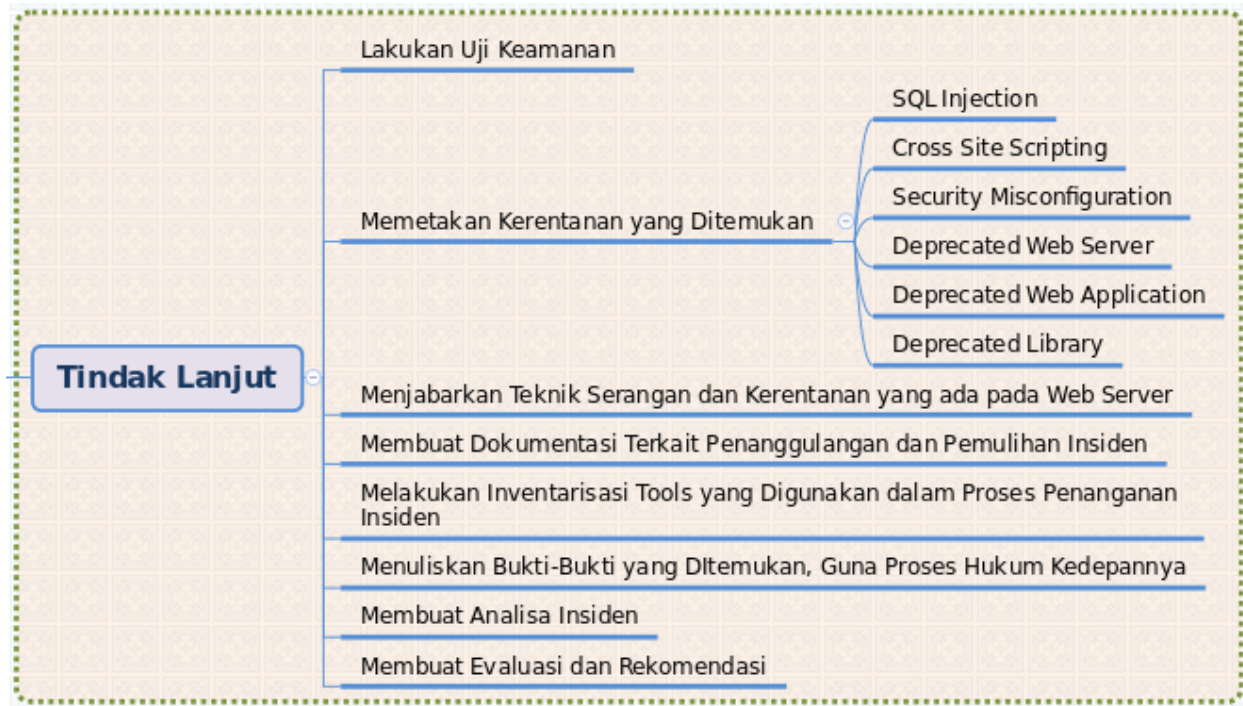 Tindak Lanjut
Lakukan Uji Keamanan
Memetakan Kerentanan yang Ditemukan
SQL Injection
Cross Site Scripting
Security Misconfiguration
Deprecated Web Server
Deprecated Web Application
Deprecated Library
Menjabarkan Teknik Serangan dan Kerentanan yang ada pada Web Server
Membuat Dokumentasi Terkait Penanggulangan dan Pemulihan Insiden
Melakukan Inventarisasi Tools yang Digunakan dalam Proses Penanganan
Insiden
Menuliskan Bukti-Bukti yang DItemukan, Guna Proses Hukum Kedepannya
Membuat Analisa Insiden
Membuat Evaluasi dan Rekomendasi